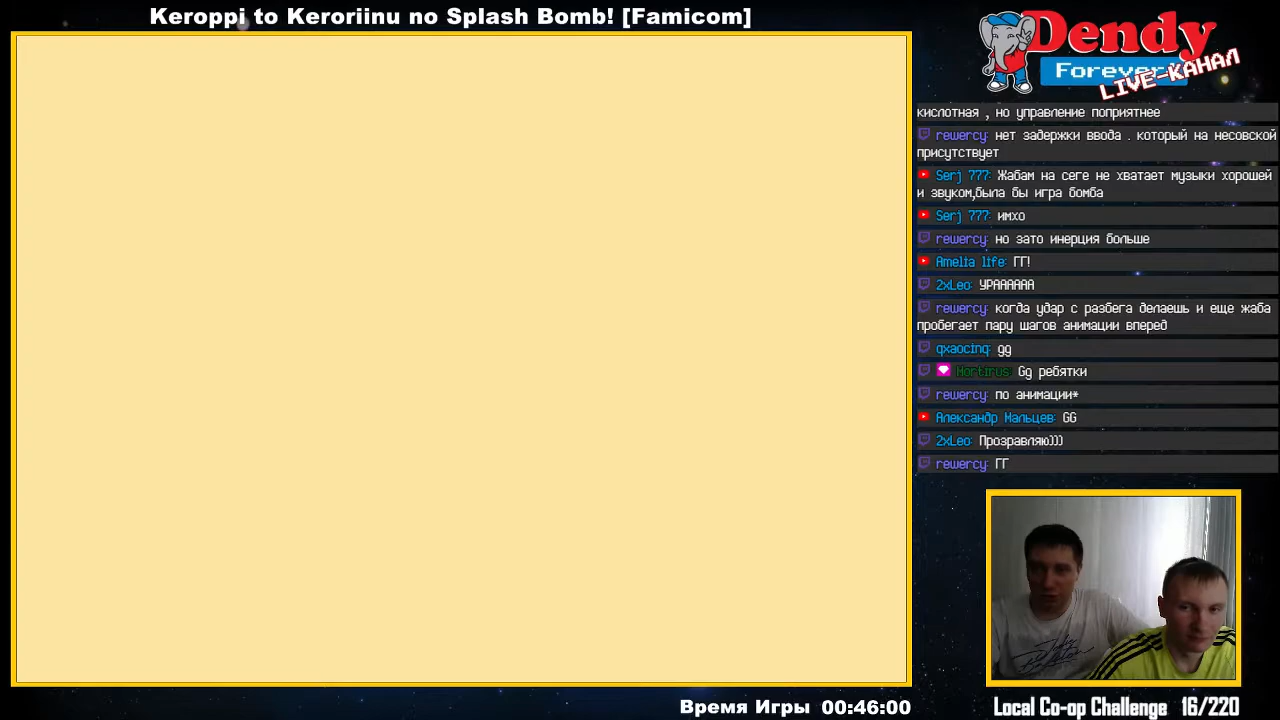 Keroppi to Keroriinu no Splash Bomb! [Famicom]
Dendy
Forever!
LIVE-КАНАЛ
кислотная , но управление поприятнее
rewercy: нет задержки ввода . который на несовской
присутствует
Serj 777: Жабам на сеге не хватает музыки хорошей
и звуком,была бы игра бомба
Serj 777: имхо
rewercy: но зато инерция больше
Amelia life: ГГ!
2xLeo: УРАААААА
rewercy: когда удар с разбега делаешь и еще жаба
пробегает пару шагов анимации вперед
qxaocinq: gg
Hortirus: Gg ребятки
rewercy: по анимации*
Александр Мальцев: GG
2xLeo: Прозравляю)))
rewercy: ГГ
Время Игры 00:46:00
Local Co-op Challenge 16/220